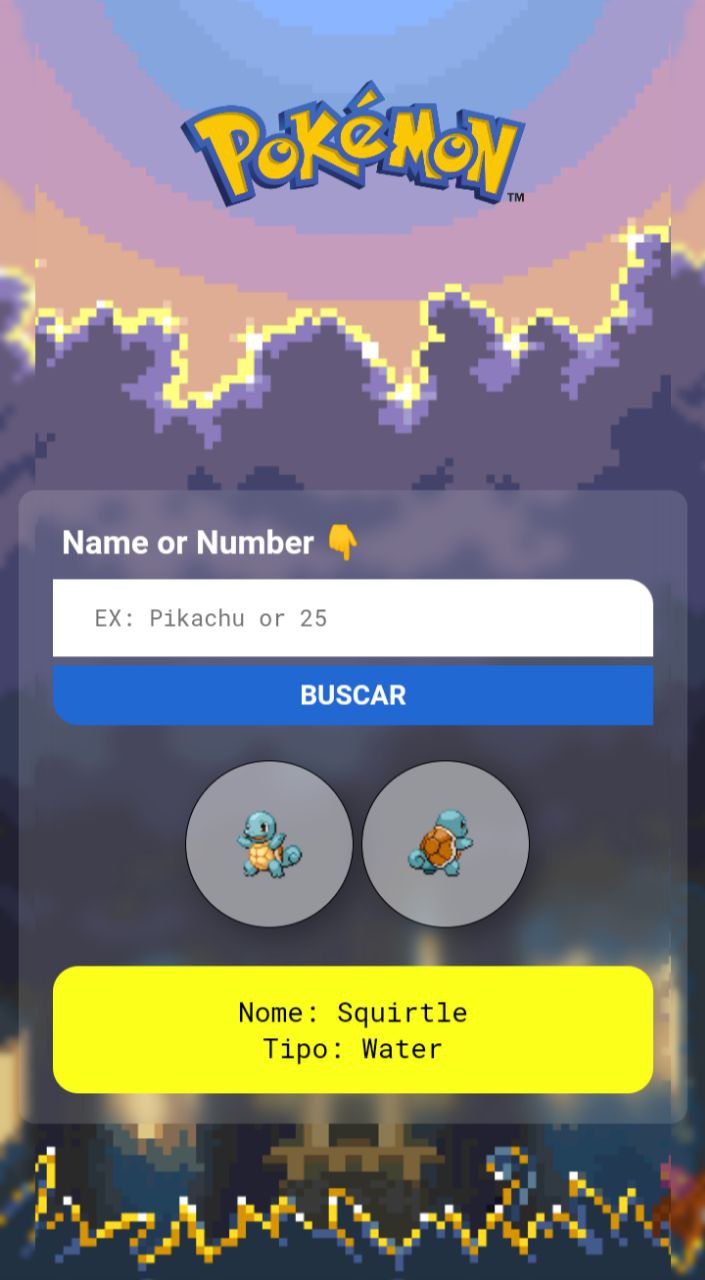 POKéMON
TM
Name or Number 👇
EX: Pikachu or 25
BUSCAR
Nome: Squirtle
Tipo: Water